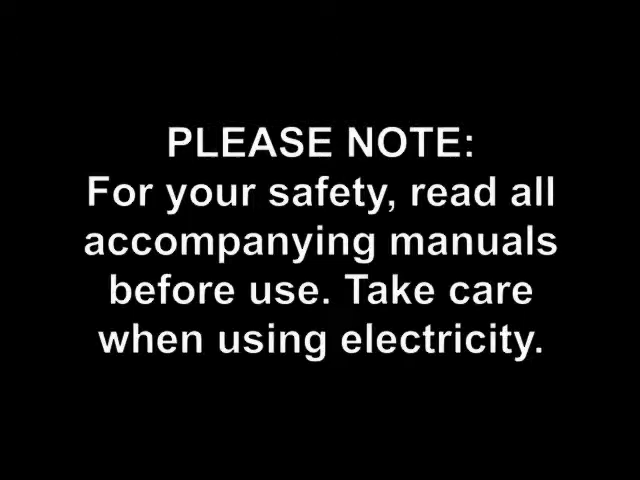 PLEASE NOTE:
For your safety, read all
accompanying manuals
before use. Take care
when using electricity.